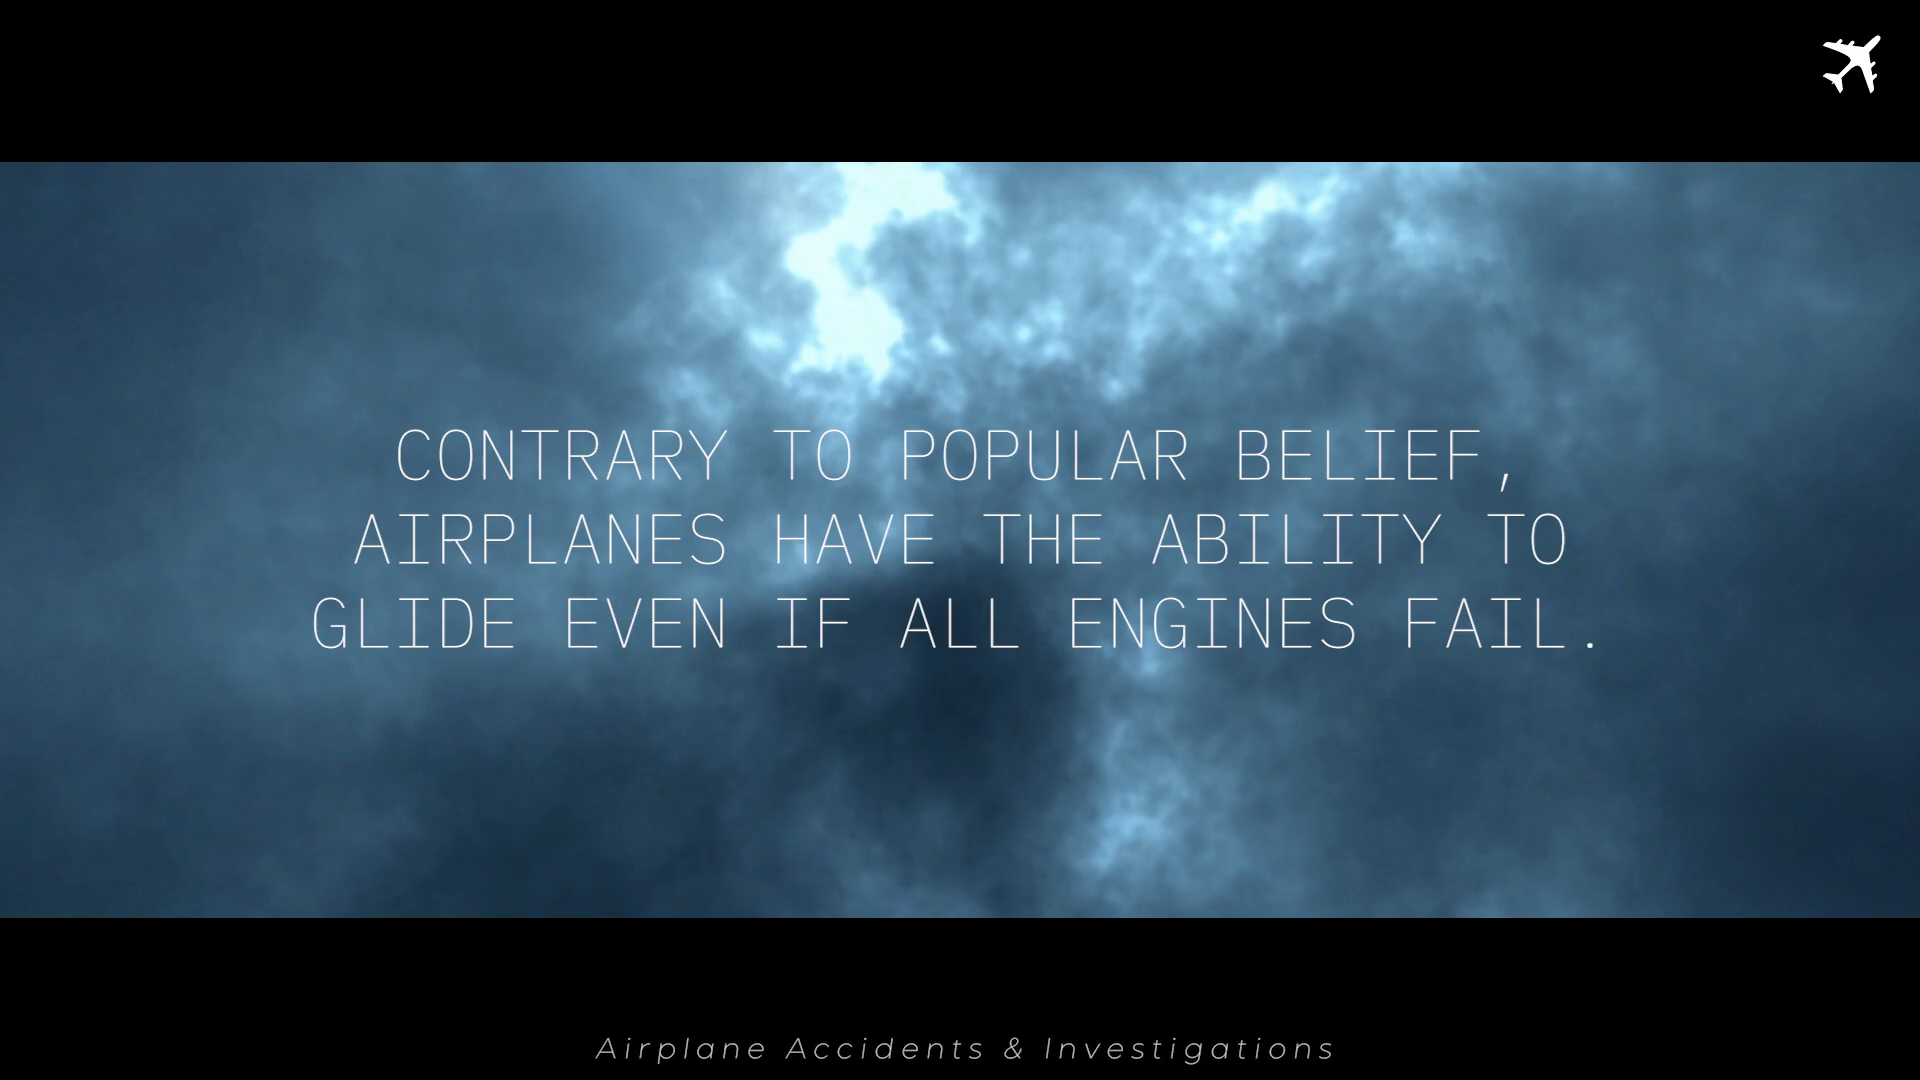 CONTRARY TO POPULAR BELIEF,
AIRPLANES HAVE THE ABILITY TO
GLIDE EVEN IF ALL ENGINES FAIL.
Airplane Accidents & Investigations